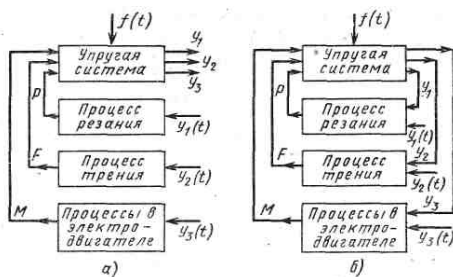 f(t)
Упругая
система
y1
y2
y3
P
Процесс
резания
y1(t)
F
Процесс
трения
y2(t)
M
Процессы в
электро-
двигателе
y3(t)
а)
f(t)
Упругая
система
P
y1
Процесс
резания
y1(t)
F
y2
Процесс
трения
y2(t)
M
y3
Процессы в
электро-
двигателе
y3(t)
б)